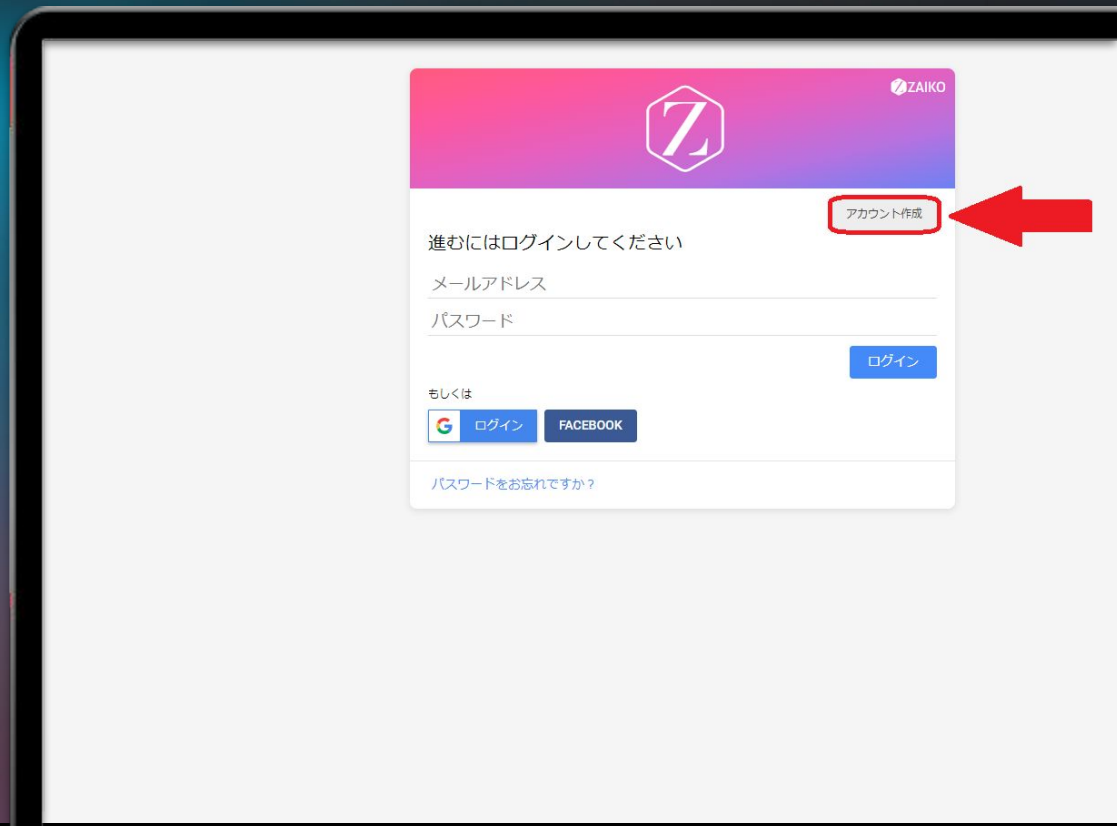 ZAIKO
Z
アカウント作成
進むにはログインしてください
メールアドレス
パスワード
ログイン
もしくは
G ログイン FACEBOOK
パスワードをお忘れですか？